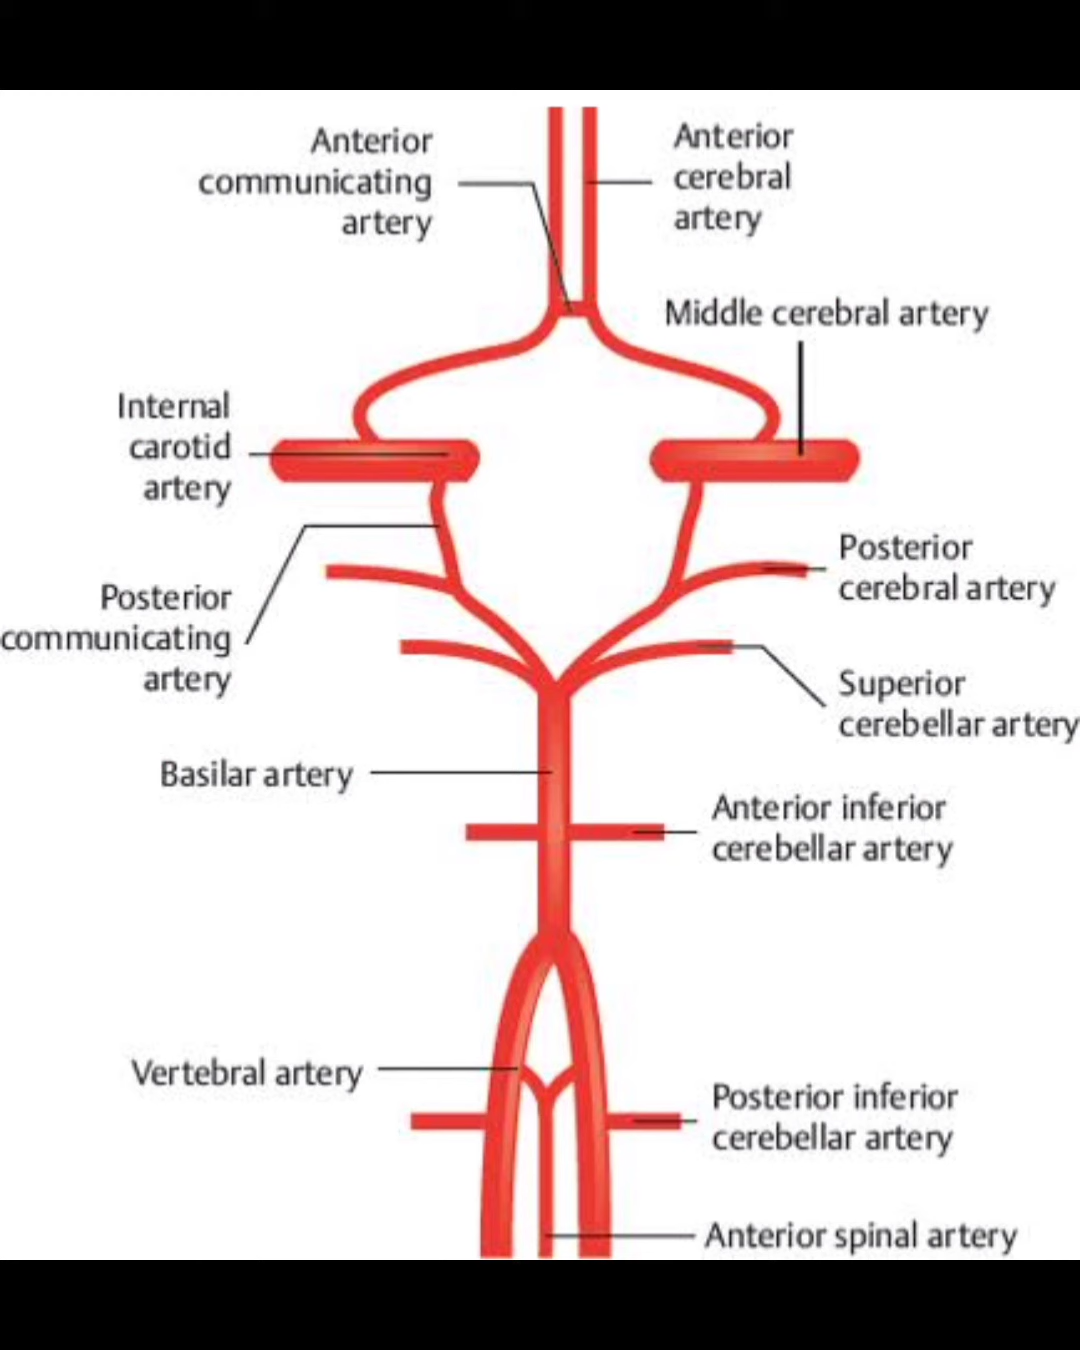 Anterior
communicating
artery
Anterior
cerebral
artery
Middle cerebral artery
Internal
carotid
artery
Posterior
cerebral artery
Posterior
communicating
artery
Superior
cerebellar artery
Basilar artery
Anterior inferior
cerebellar artery
Vertebral artery
Posterior inferior
cerebellar artery
Anterior spinal artery